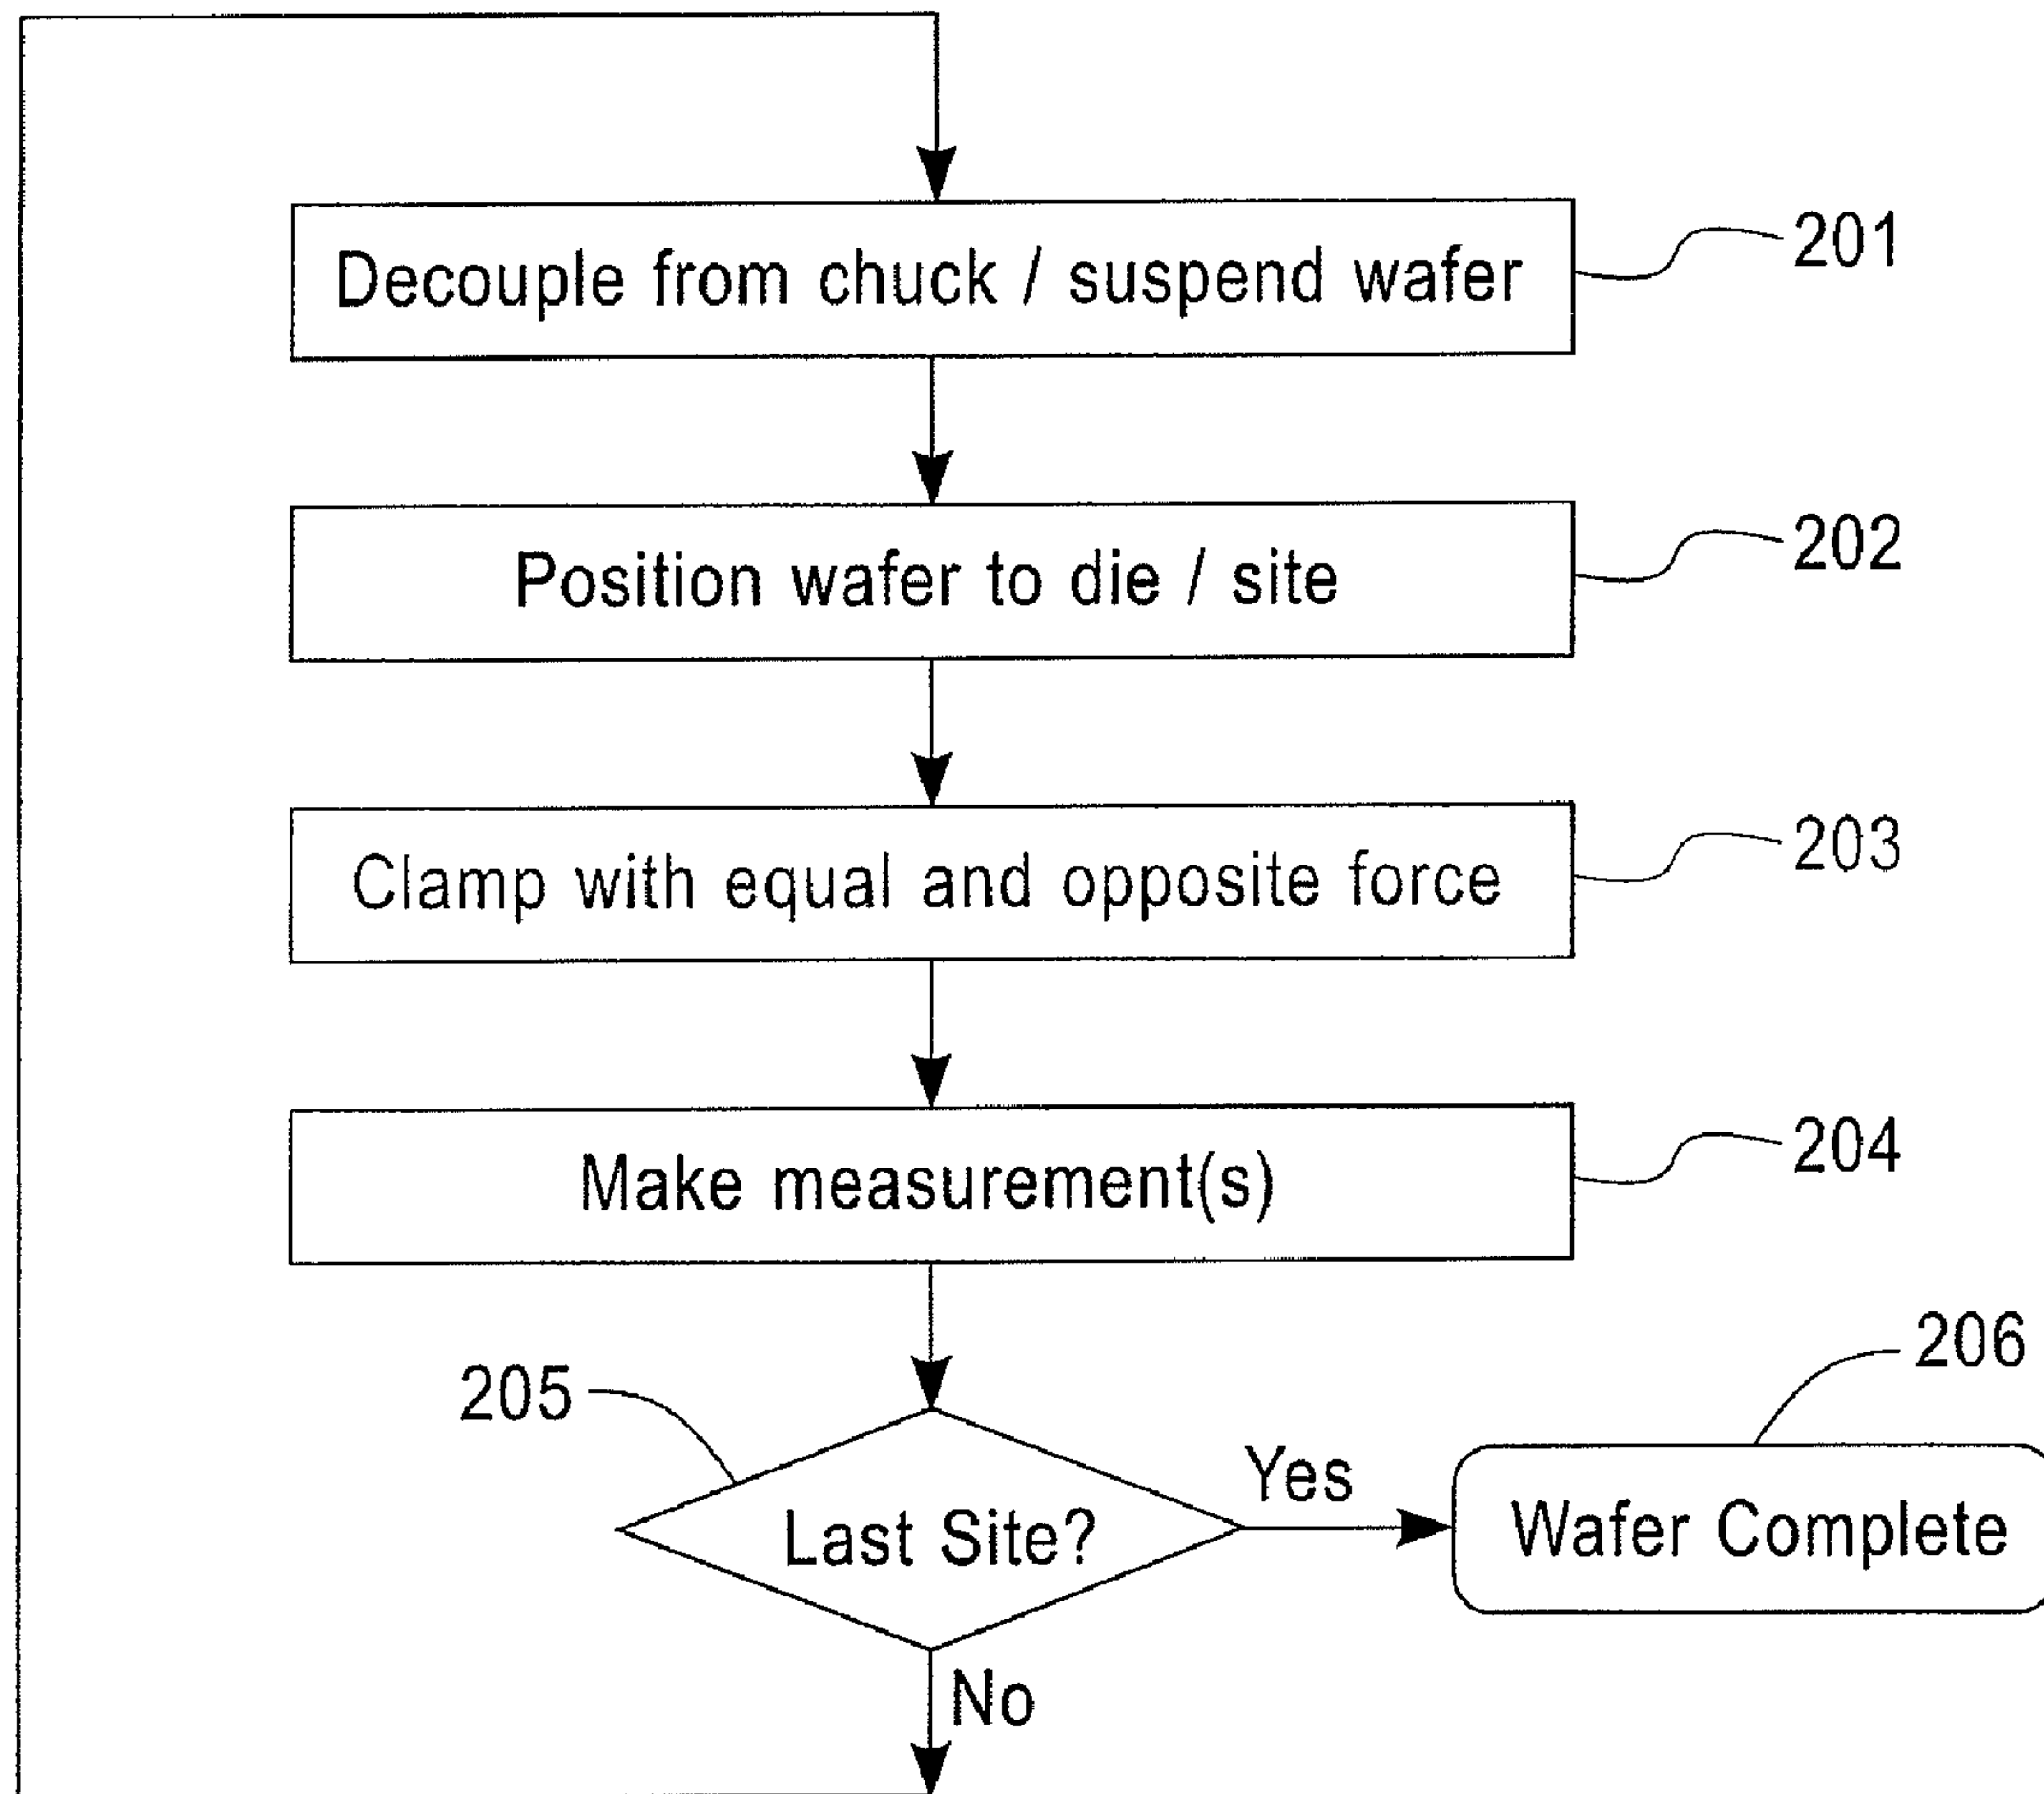 Decouple from chuck / suspend wafer
201
Position wafer to die / site
202
Clamp with equal and opposite force
203
Make measurement(s)
204
205
Last Site?
Yes
206
Wafer Complete
No